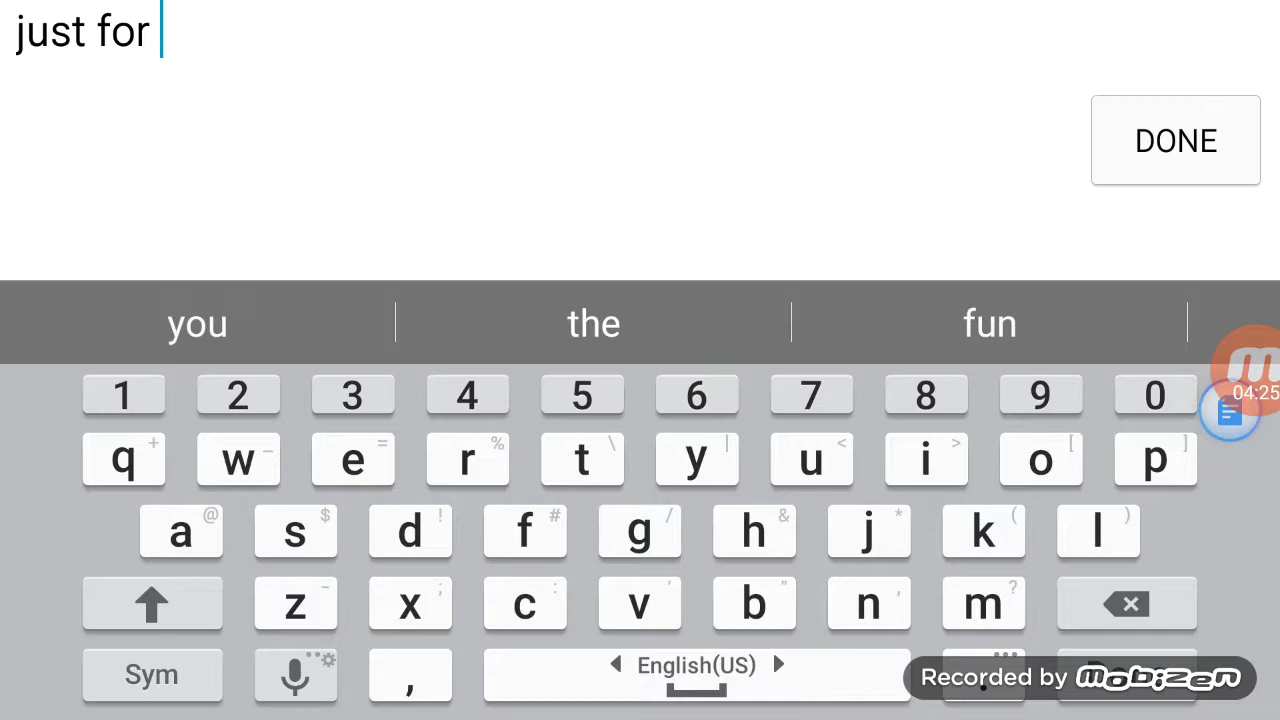 just for
DONE
you the fun
1 2 3 4 5 6 7 8 9 0
04:25
q + w e = r % t \ y | u < i > o [ p ]
a @ s $ d ! f # g / h & j * k ( l )
z x ; c : v ' b " n , m ?
Sym , English(US)
Recorded by mobizen